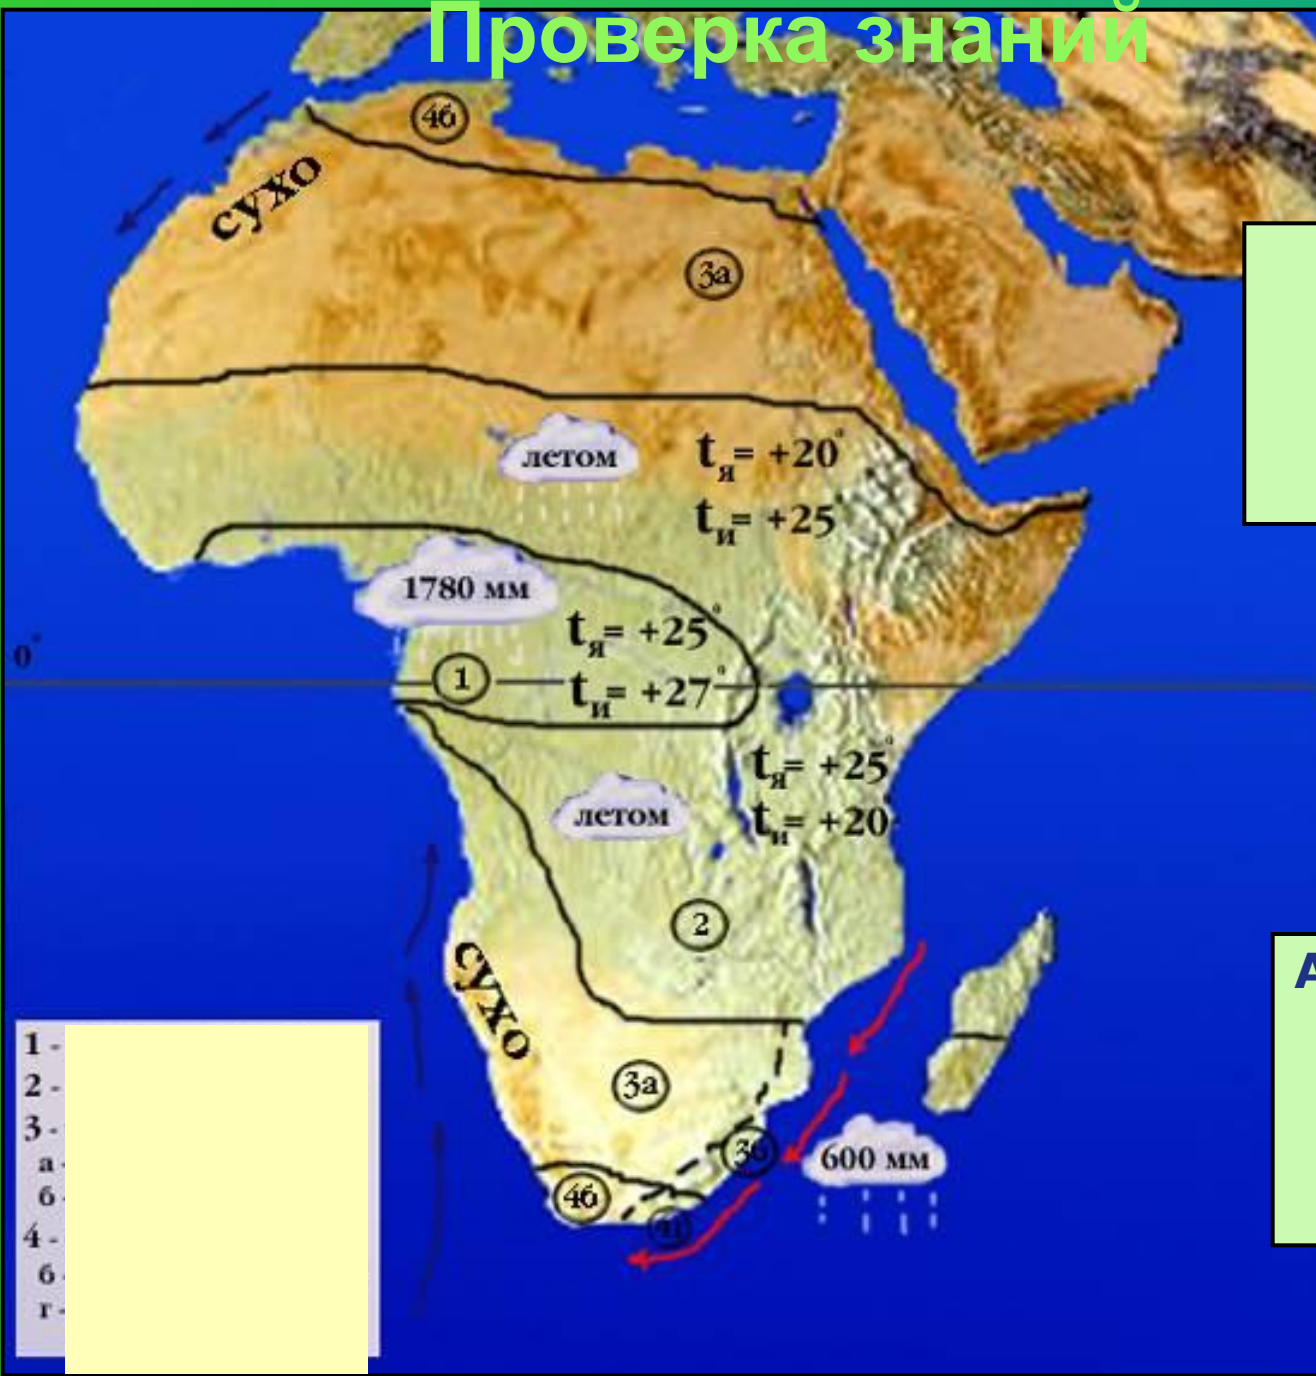 Проверка знаний
4б
сухо
3а
летом
tя= +20°
tи= +25°
1780 мм
tя= +25°
0°
1
tи= +27°
tя= +25°
летом
tи= +20°
2
сухо
А
1 -
2 -
3 -
а -
б -
4 -
б -
г -
3а
3б
600 мм
4б
4г